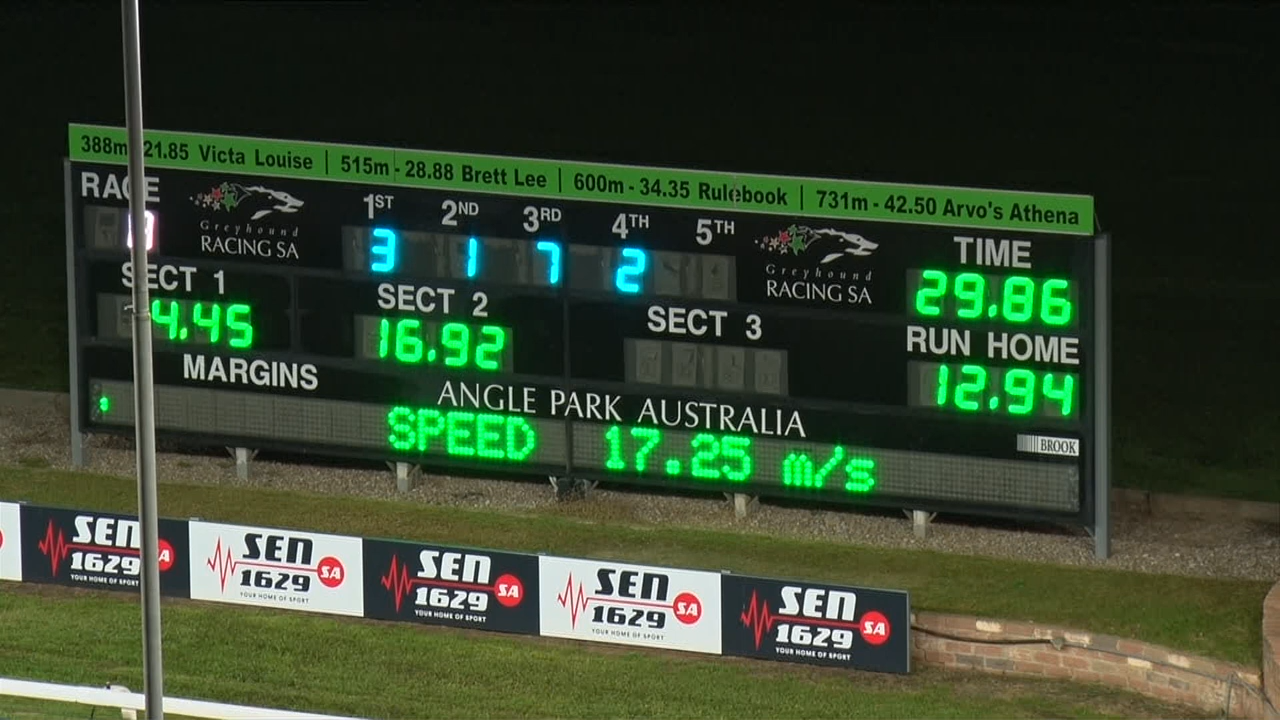 388m - 21.85 Victa Louise | 515m - 28.88 Brett Lee | 600m - 34.35 Rulebook | 731m - 42.50 Arvo's Athena
RACE
Greyhound
RACING SA
1ST 2ND 3RD 4TH 5TH
3 1 7 2
Greyhound
RACING SA
TIME
29.86
SECT 1
4.45
SECT 2
16.92
SECT 3
RUN HOME
12.94
MARGINS
ANGLE PARK AUSTRALIA
BROOK
SPEED 17.25 m/s
SEN
1629 SA
YOUR HOME OF SPORT
SEN
1629 SA
YOUR HOME OF SPORT
SEN
1629 SA
YOUR HOME OF SPORT
SEN
1629 SA
YOUR HOME OF SPORT
SEN
1629 SA
YOUR HOME OF SPORT